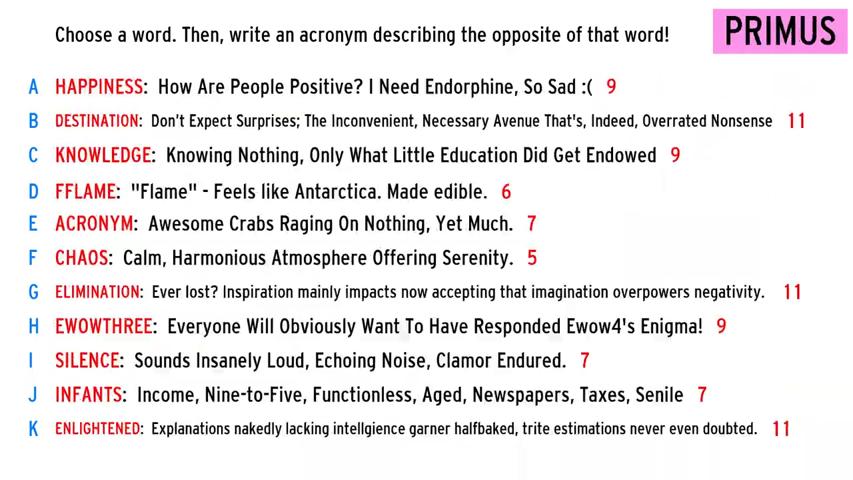 Choose a word. Then, write an acronym describing the opposite of that word!
PRIMUS
A HAPPINESS: How Are People Positive? I Need Endorphine, So Sad :( 9
B DESTINATION: Don't Expect Surprises; The Inconvenient, Necessary Avenue That's, Indeed, Overrated Nonsense 11
C KNOWLEDGE: Knowing Nothing, Only What Little Education Did Get Endowed 9
D FFLAME: "Flame" - Feels like Antarctica. Made edible. 6
E ACRONYM: Awesome Crabs Raging On Nothing, Yet Much. 7
F CHAOS: Calm, Harmonious Atmosphere Offering Serenity. 5
G ELIMINATION: Ever lost? Inspiration mainly impacts now accepting that imagination overpowers negativity. 11
H EWOWTHREE: Everyone Will Obviously Want To Have Responded Ewow4's Enigma! 9
I SILENCE: Sounds Insanely Loud, Echoing Noise, Clamor Endured. 7
J INFANTS: Income, Nine-to-Five, Functionless, Aged, Newspapers, Taxes, Senile 7
K ENLIGHTENED: Explanations nakedly lacking intellgience garner halfbaked, trite estimations never even doubted. 11